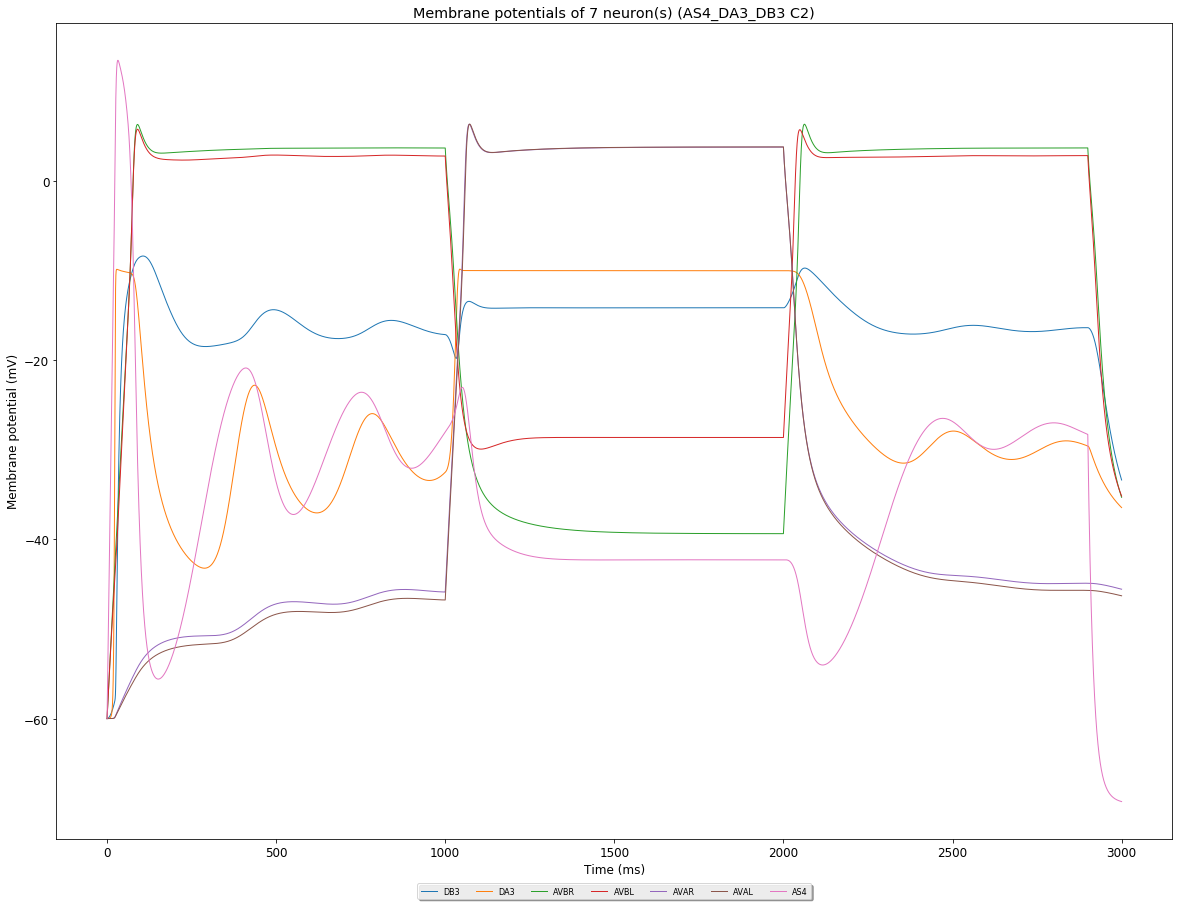 Membrane potentials of 7 neuron(s) (AS4_DA3_DB3 C2)
Membrane potential (mV)
0
−20
−40
−60
0 500 1000 1500 2000 2500 3000
Time (ms)
DB3 DA3 AVBR AVBL AVAR AVAL AS4